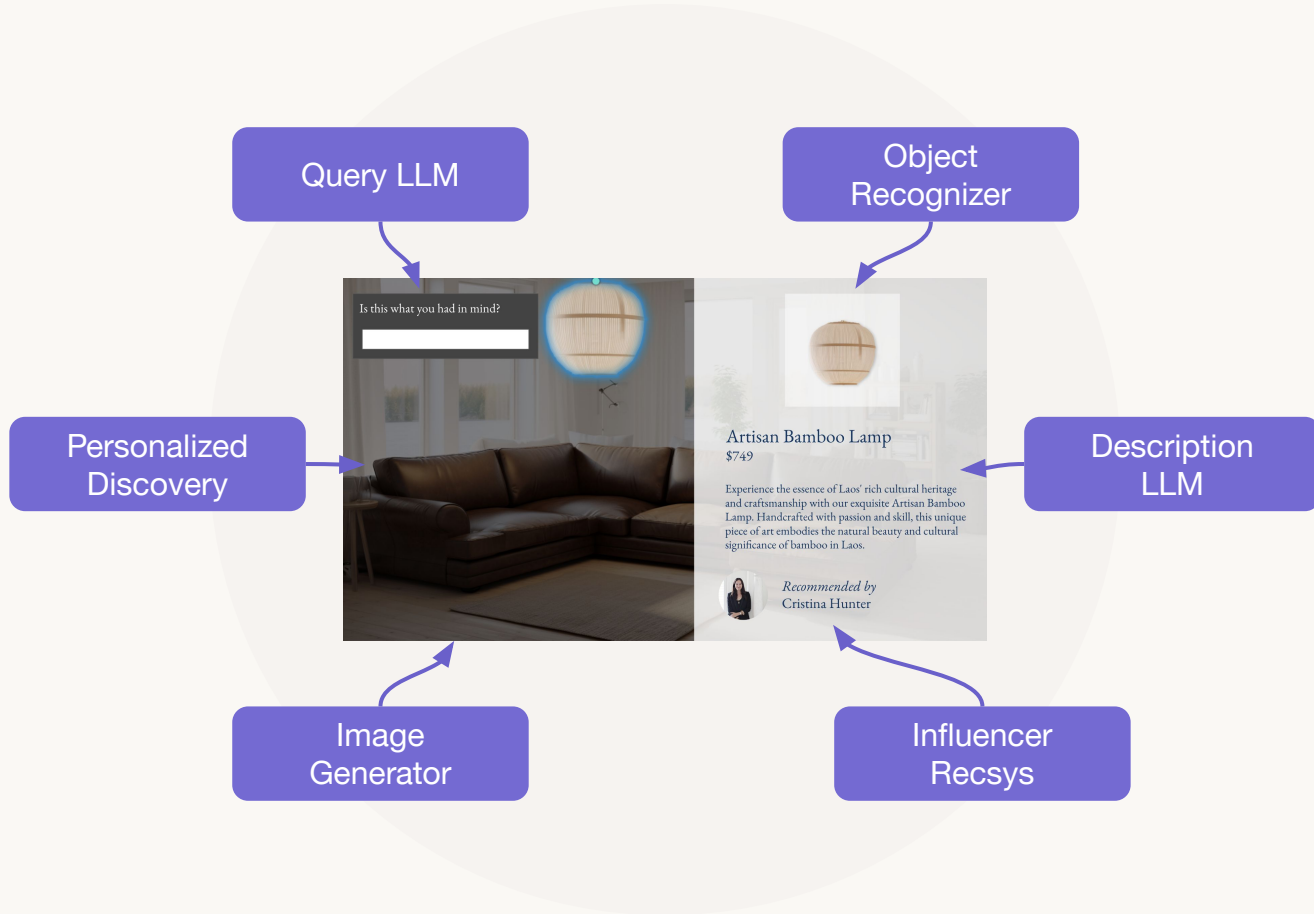 Query LLM
Object
Recognizer
Is this what you had in mind?
Personalized
Discovery
Artisan Bamboo Lamp
$749
Experience the essence of Laos' rich cultural heritage
and craftsmanship with our exquisite Artisan Bamboo
Lamp. Handcrafted with passion and skill, this unique
piece of art embodies the natural beauty and cultural
significance of bamboo in Laos.
Recommended by
Cristina Hunter
Description
LLM
Image
Generator
Influencer
Recsys